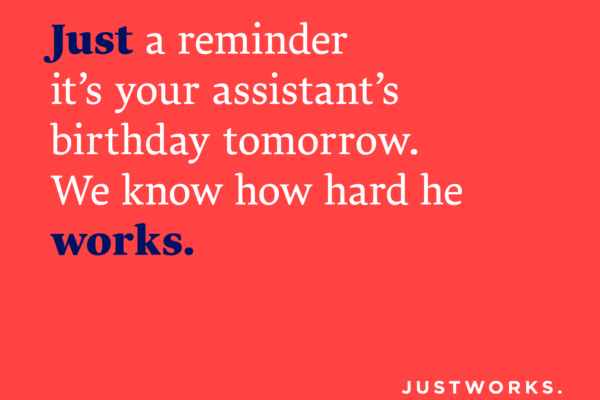 Just a reminder
it’s your assistant’s
birthday tomorrow.
We know how hard he
works.
JUSTWORKS.